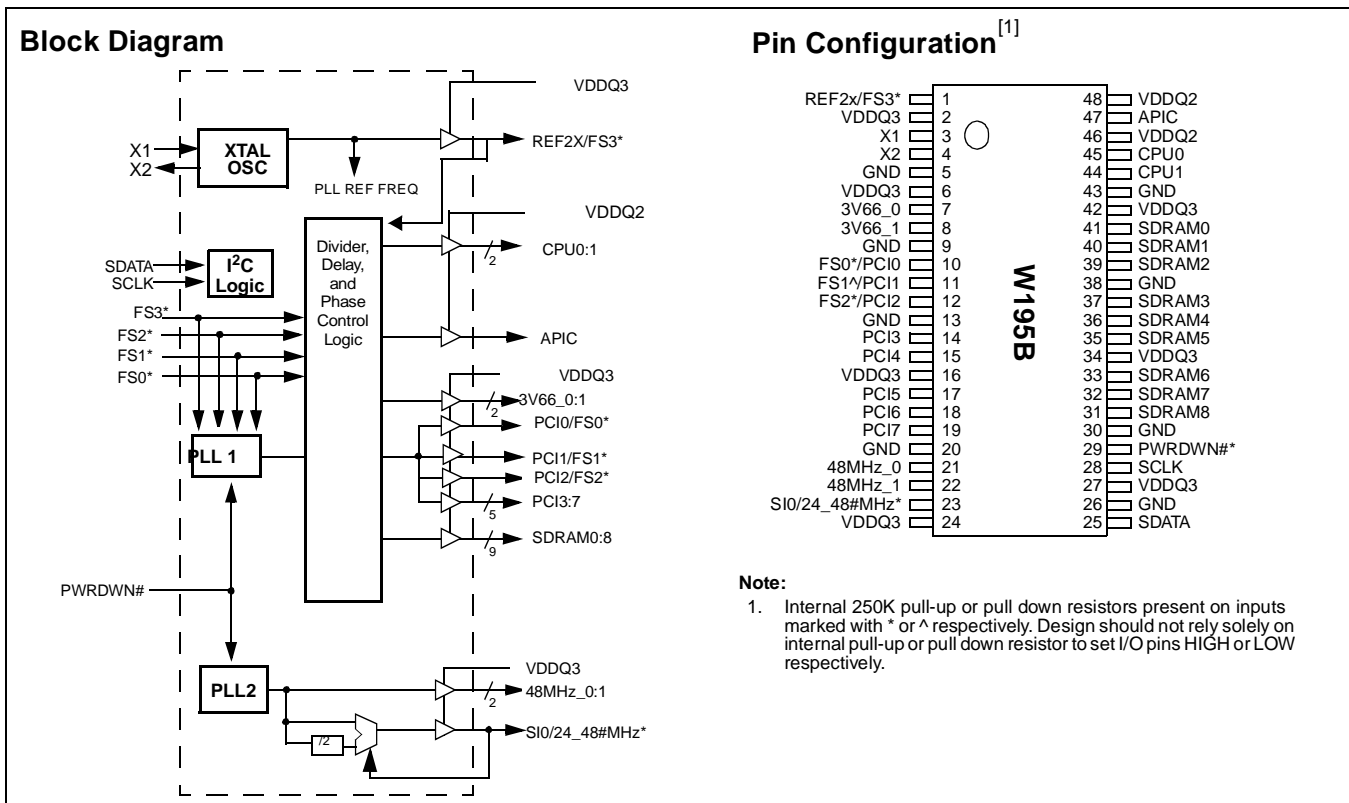 Block Diagram
VDDQ3
REF2X/FS3*
X1
X2
XTAL
OSC
PLL REF FREQ
VDDQ2
Divider,
Delay,
and
Phase
Control
Logic
CPU0:1
2
SDATA
SCLK
I2C
Logic
FS3*
FS2*
FS1*
FS0*
APIC
VDDQ3
3V66_0:1
2
PCI0/FS0*
PLL 1
PCI1/FS1*
PCI2/FS2*
PCI3:7
5
SDRAM0:8
9
PWRDWN#
VDDQ3
PLL2
48MHz_0:1
2
/2
SI0/24_48#MHz*
Pin Configuration[1]
REF2x/FS3* 1 48 VDDQ2
VDDQ3 2 47 APIC
X1 3 46 VDDQ2
X2 4 45 CPU0
GND 5 44 CPU1
VDDQ3 6 43 GND
3V66_0 7 42 VDDQ3
3V66_1 8 41 SDRAM0
GND 9 40 SDRAM1
FS0*/PCI0 10 39 SDRAM2
FS1^/PCI1 11 38 GND
FS2*/PCI2 12 37 SDRAM3
GND 13 36 SDRAM4
PCI3 14 35 SDRAM5
PCI4 15 34 VDDQ3
VDDQ3 16 33 SDRAM6
PCI5 17 32 SDRAM7
PCI6 18 31 SDRAM8
PCI7 19 30 GND
GND 20 29 PWRDWN#*
48MHz_0 21 28 SCLK
48MHz_1 22 27 VDDQ3
SI0/24_48#MHz* 23 26 GND
VDDQ3 24 25 SDATA
W195B
Note:
1. Internal 250K pull-up or pull down resistors present on inputs
marked with * or ^ respectively. Design should not rely solely on
internal pull-up or pull down resistor to set I/O pins HIGH or LOW
respectively.